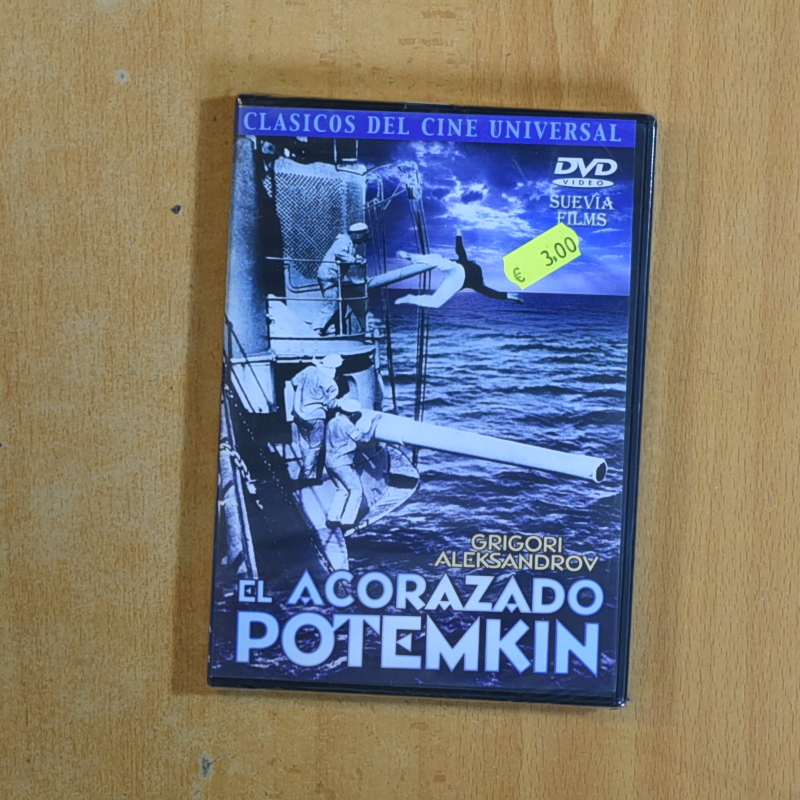 CLASICOS DEL CINE UNIVERSAL
DVD
VIDEO
SUEVIA
FILMS
€ 3,00
GRIGORI
ALEKSANDROV
EL ACORAZADO
POTEMKIN